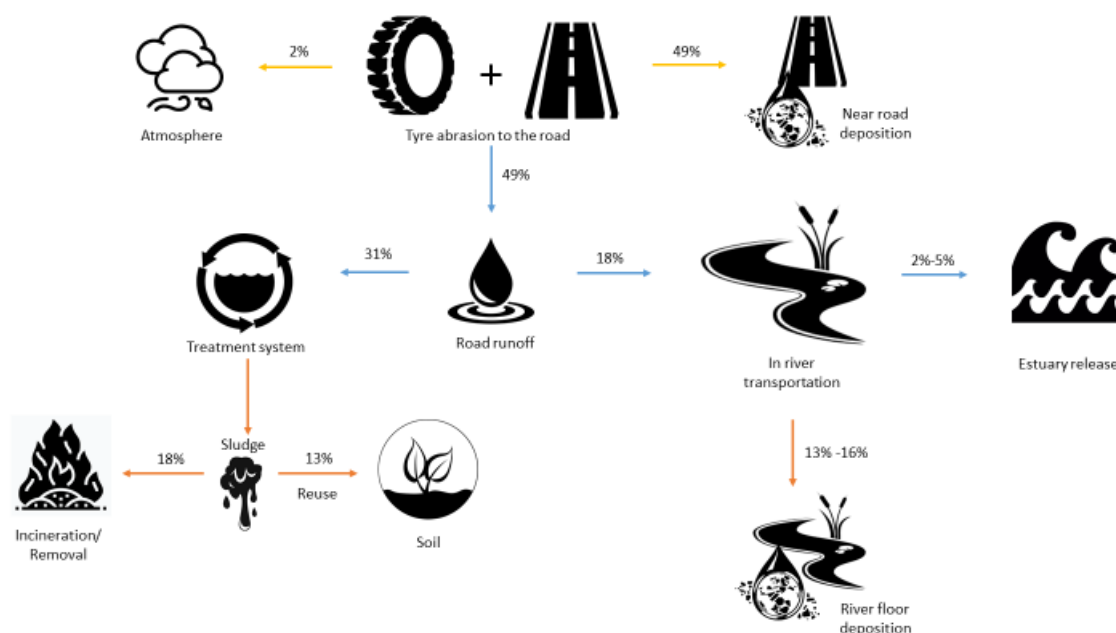 2%
49%
Atmosphere
Tyre abrasion to the road
Near road
deposition
49%
31%
18%
2%-5%
Treatment system
Road runoff
In river
transportation
Estuary release
Sludge
18%
13%
Reuse
13% -16%
Incineration/
Removal
Soil
River floor
deposition